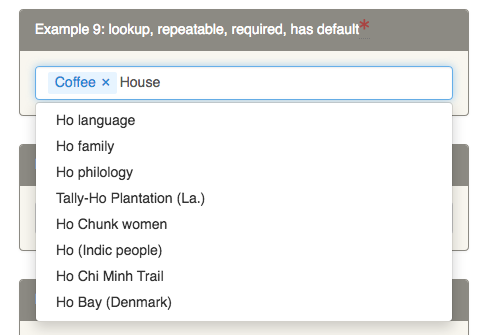 Example 9: lookup, repeatable, required, has default*
Coffee × House
Ho language
Ho family
Ho philology
Tally-Ho Plantation (La.)
Ho Chunk women
Ho (Indic people)
Ho Chi Minh Trail
Ho Bay (Denmark)